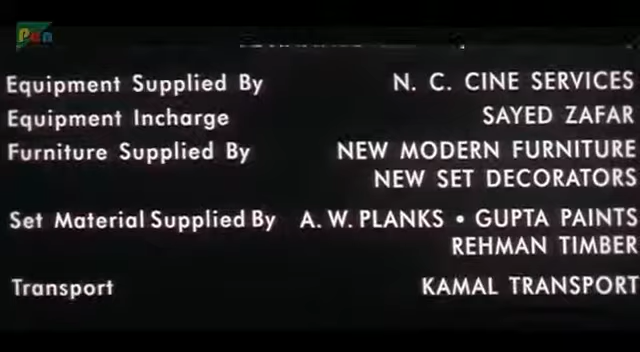 Pen
Equipment Supplied By N. C. CINE SERVICES
Equipment Incharge SAYED ZAFAR
Furniture Supplied By NEW MODERN FURNITURE
NEW SET DECORATORS
Set Material Supplied By A. W. PLANKS • GUPTA PAINTS
REHMAN TIMBER
Transport KAMAL TRANSPORT